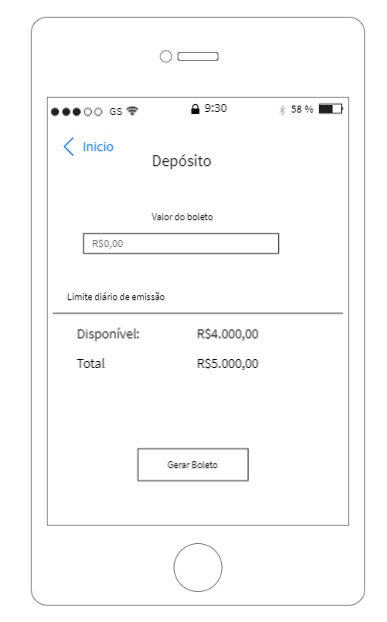 GS 9:30 58 %
Inicio
Depósito
Valor do boleto
R$0,00
Limite diário de emissão
Disponível: R$4.000,00
Total R$5.000,00
Gerar Boleto